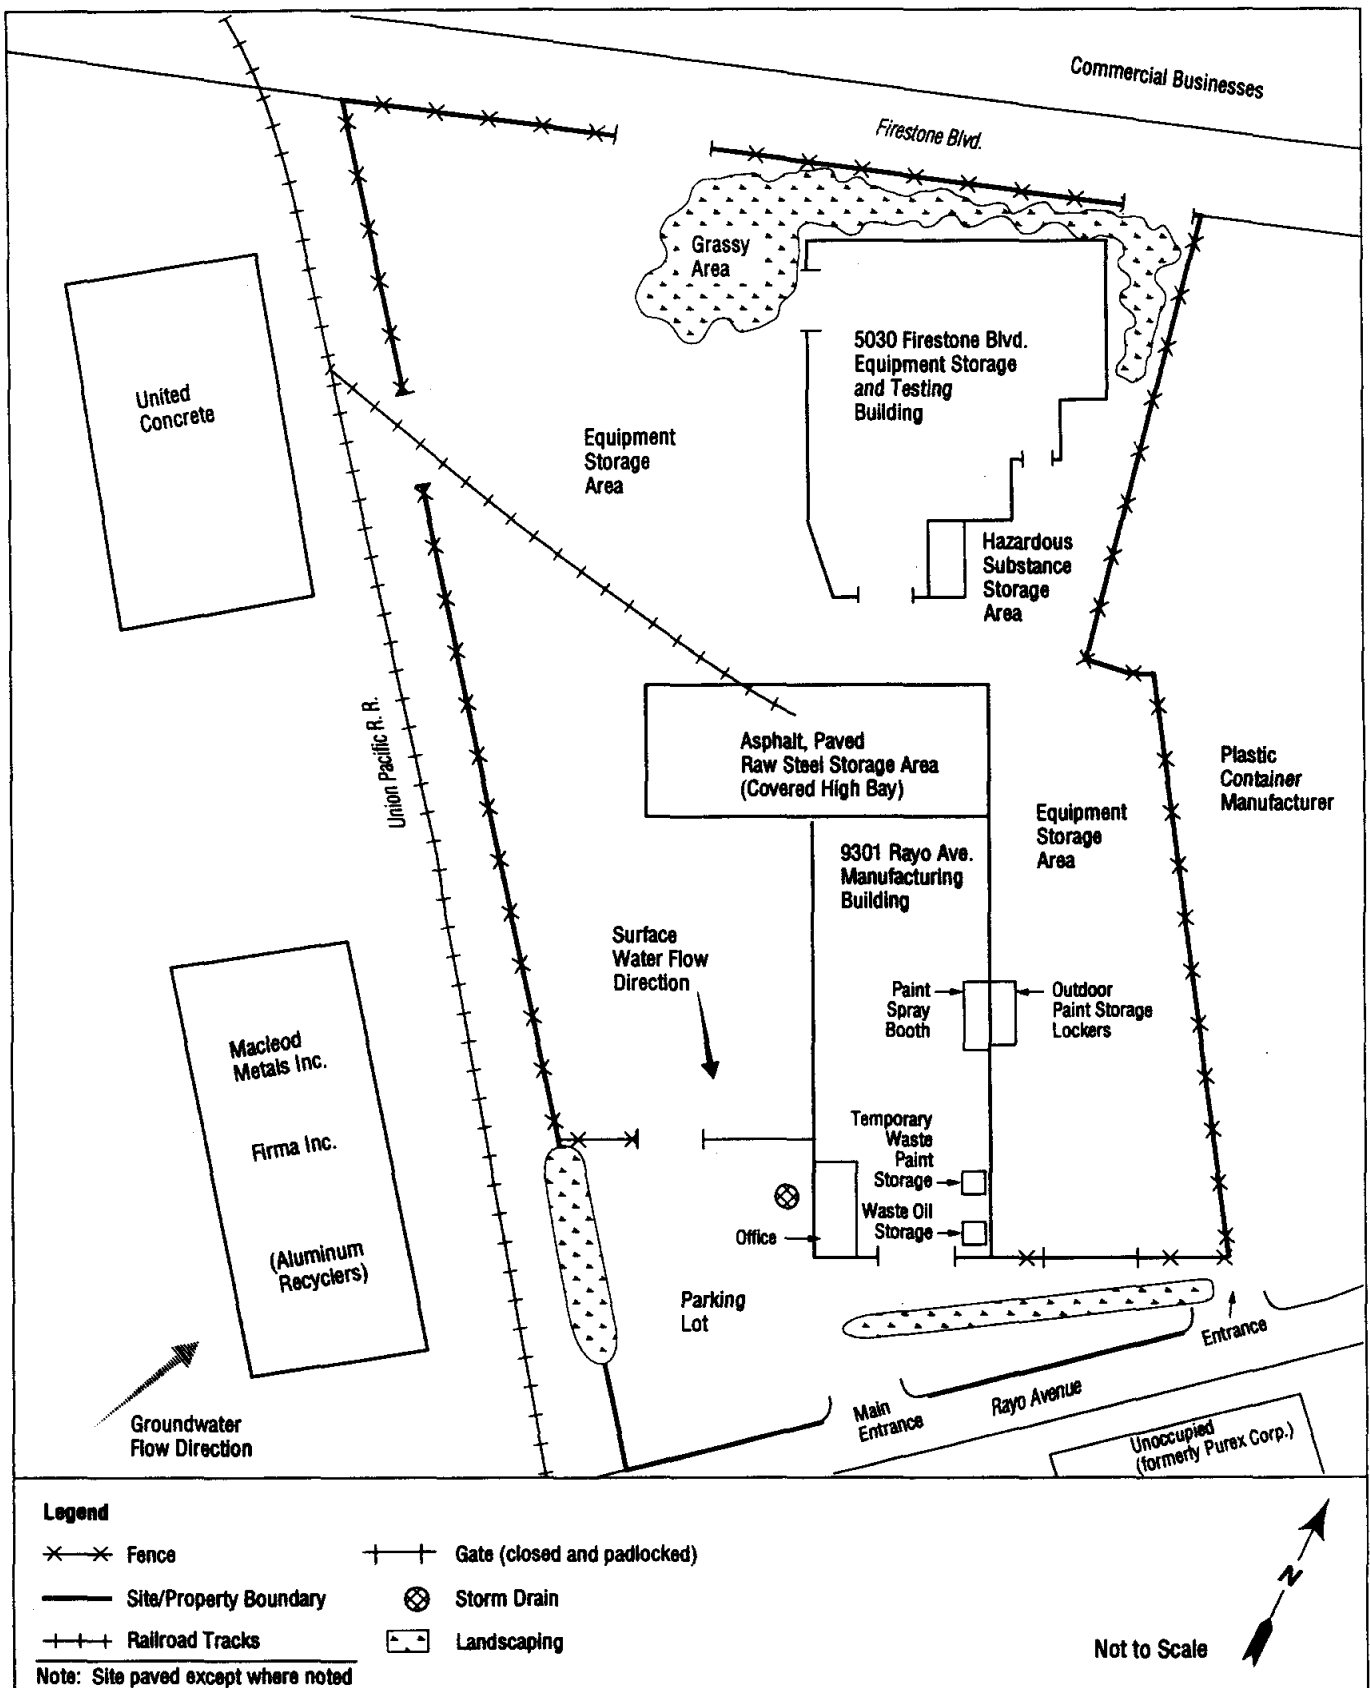 Commercial Businesses
Firestone Blvd.
Grassy
Area
5030 Firestone Blvd.
Equipment Storage
and Testing
Building
United
Concrete
Equipment
Storage
Area
Hazardous
Substance
Storage
Area
Union Pacific R. R.
Asphalt, Paved
Raw Steel Storage Area
(Covered High Bay)
Plastic
Container
Manufacturer
Equipment
Storage
Area
9301 Rayo Ave.
Manufacturing
Building
Surface
Water Flow
Direction
Paint
Spray
Booth
Outdoor
Paint Storage
Lockers
Macleod
Metals Inc.
Firma Inc.
(Aluminum
Recyclers)
Temporary
Waste
Paint
Storage
Waste Oil
Storage
Office
Parking
Lot
Entrance
Main
Entrance
Rayo Avenue
Unoccupied
(formerly Purex Corp.)
Groundwater
Flow Direction
Legend
Fence
Gate (closed and padlocked)
Site/Property Boundary
Storm Drain
Railroad Tracks
Landscaping
Note: Site paved except where noted
Not to Scale
N